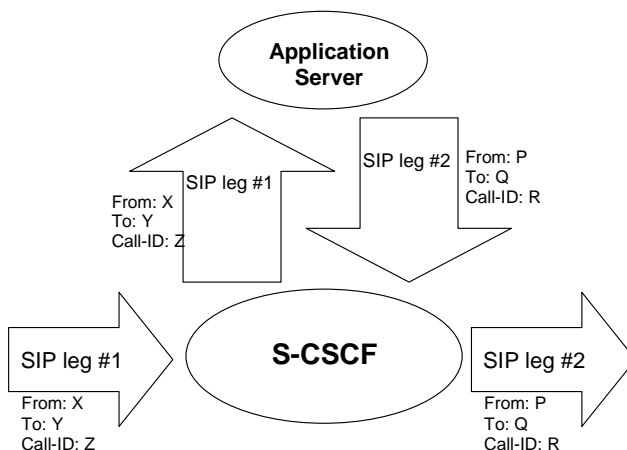 Application
Server
SIP leg #1
From: X
To: Y
Call-ID: Z
SIP leg #2
From: P
To: Q
Call-ID: R
SIP leg #1
From: X
To: Y
Call-ID: Z
S-CSCF
SIP leg #2
From: P
To: Q
Call-ID: R